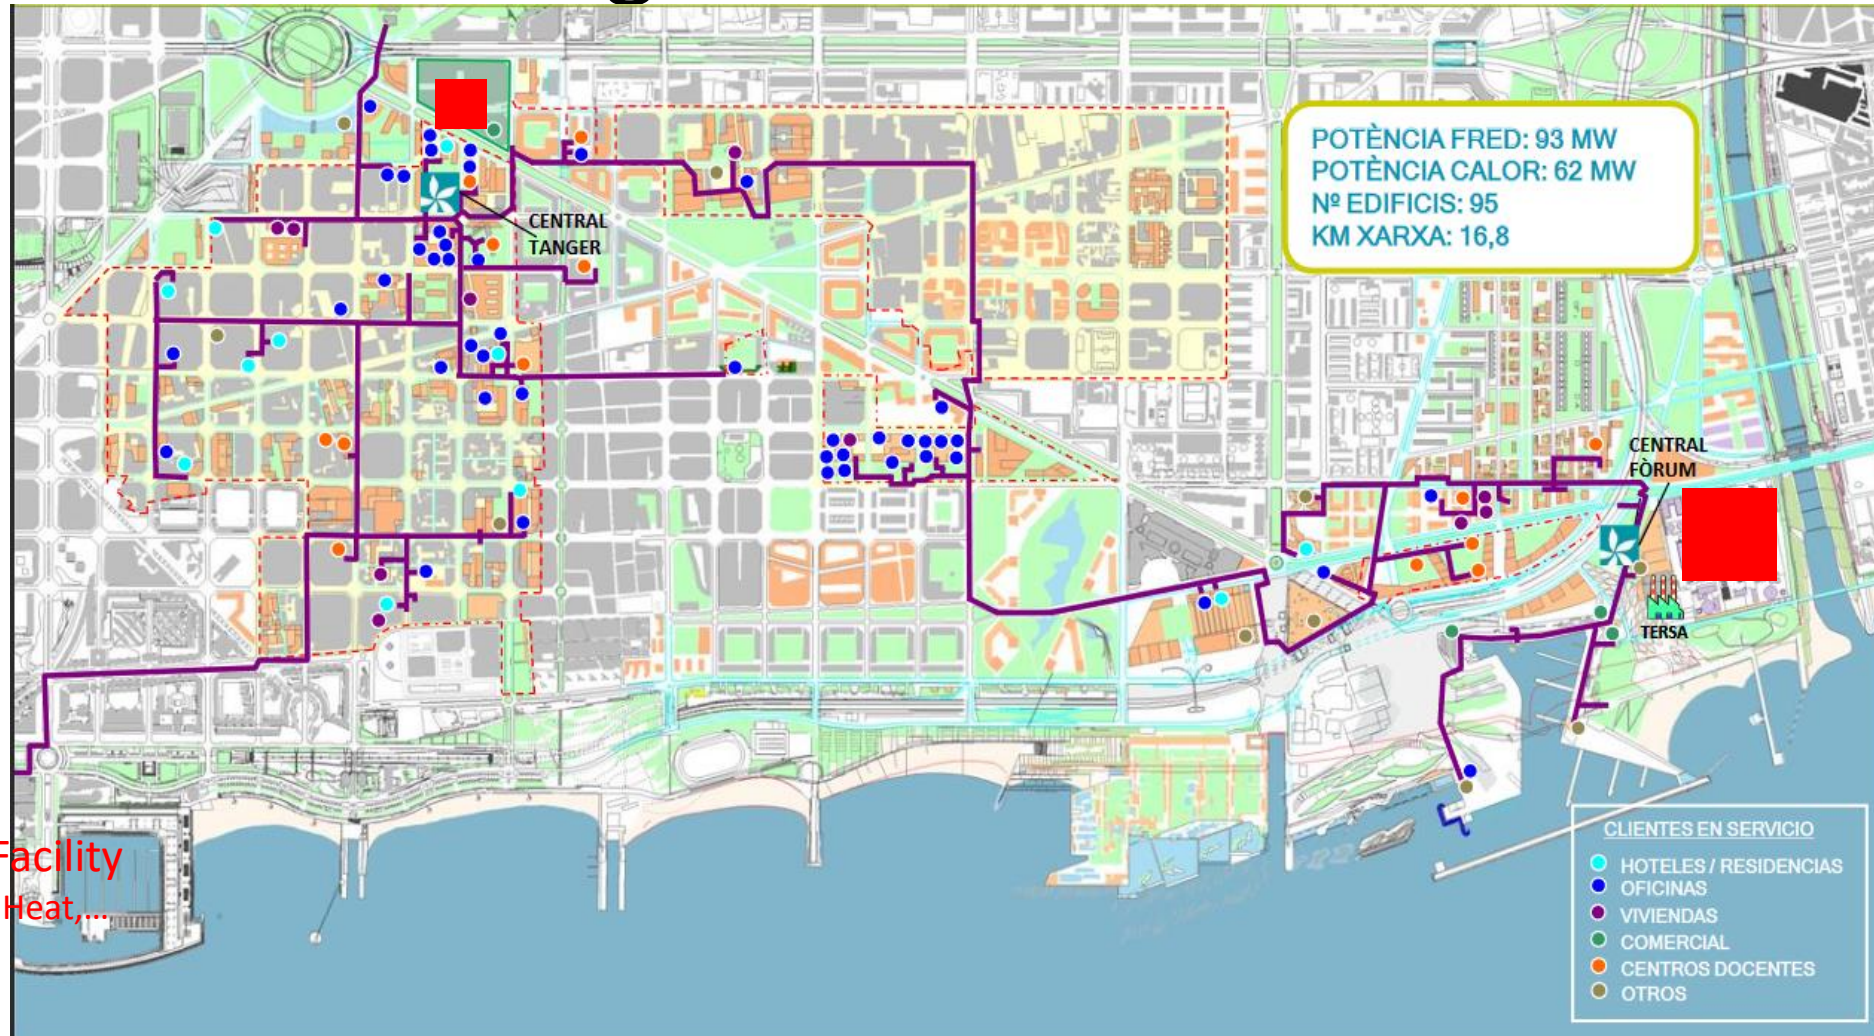 POTÈNCIA FRED: 93 MW
POTÈNCIA CALOR: 62 MW
Nº EDIFICIS: 95
KM XARXA: 16,8
CENTRAL
TANGER
CENTRAL
FÒRUM
TERSA
Facility
Heat,...
CLIENTES EN SERVICIO
HOTELES / RESIDENCIAS
OFICINAS
VIVIENDAS
COMERCIAL
CENTROS DOCENTES
OTROS